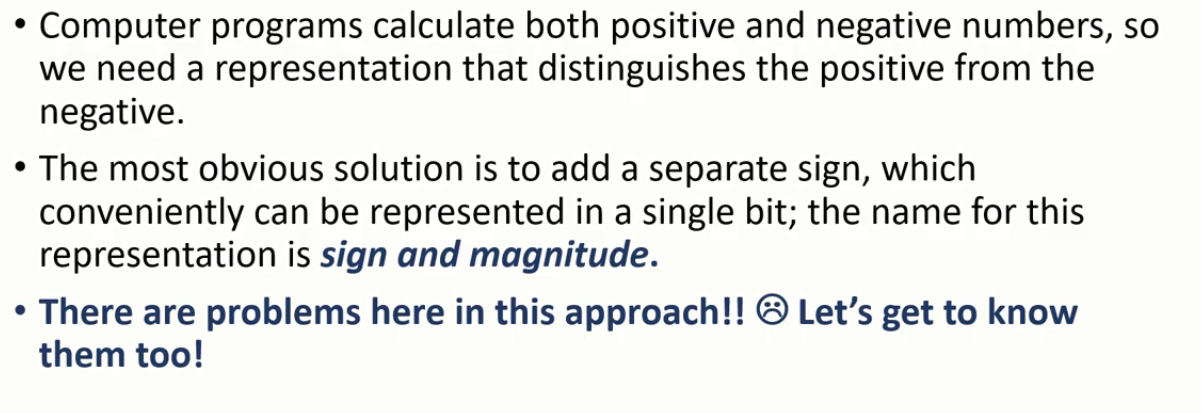 • Computer programs calculate both positive and negative numbers, so
we need a representation that distinguishes the positive from the
negative.
• The most obvious solution is to add a separate sign, which
conveniently can be represented in a single bit; the name for this
representation is sign and magnitude.
• There are problems here in this approach!! ☹ Let’s get to know
them too!